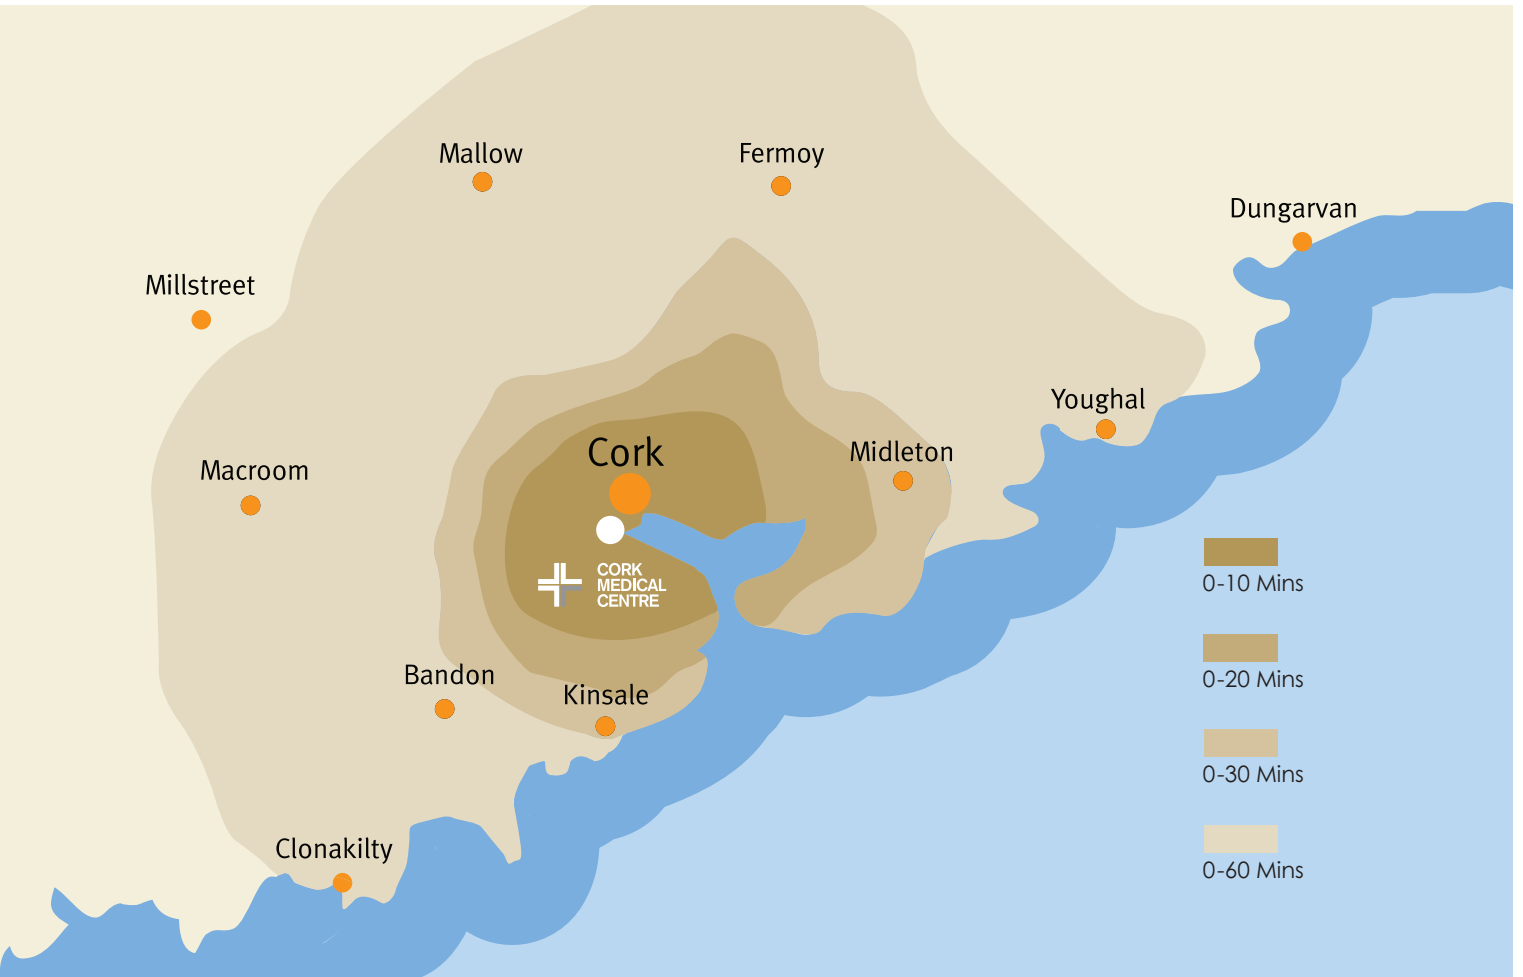 Mallow
Fermoy
Dungarvan
Millstreet
Youghal
Cork
Midleton
Macroom
CORK
MEDICAL
CENTRE
0-10 Mins
Bandon
Kinsale
0-20 Mins
0-30 Mins
Clonakilty
0-60 Mins